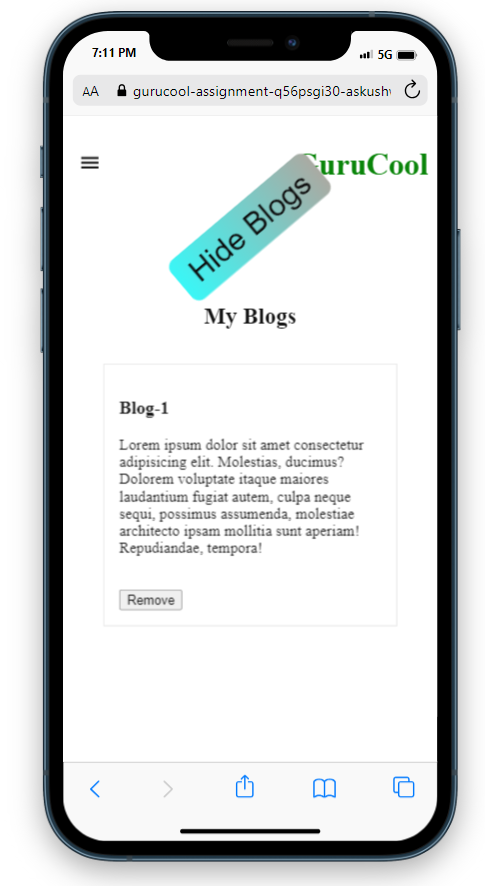 7:11 PM
5G
AA
gurucool-assignment-q56psgi30-askushw
GuruCool
Hide Blogs
My Blogs
Blog-1
Lorem ipsum dolor sit amet consectetur
adipisicing elit. Molestias, ducimus?
Dolorem voluptate itaque maiores
laudantium fugiat autem, culpa neque
sequi, possimus assumenda, molestiae
architecto ipsam mollitia sunt aperiam!
Repudiandae, tempora!
Remove